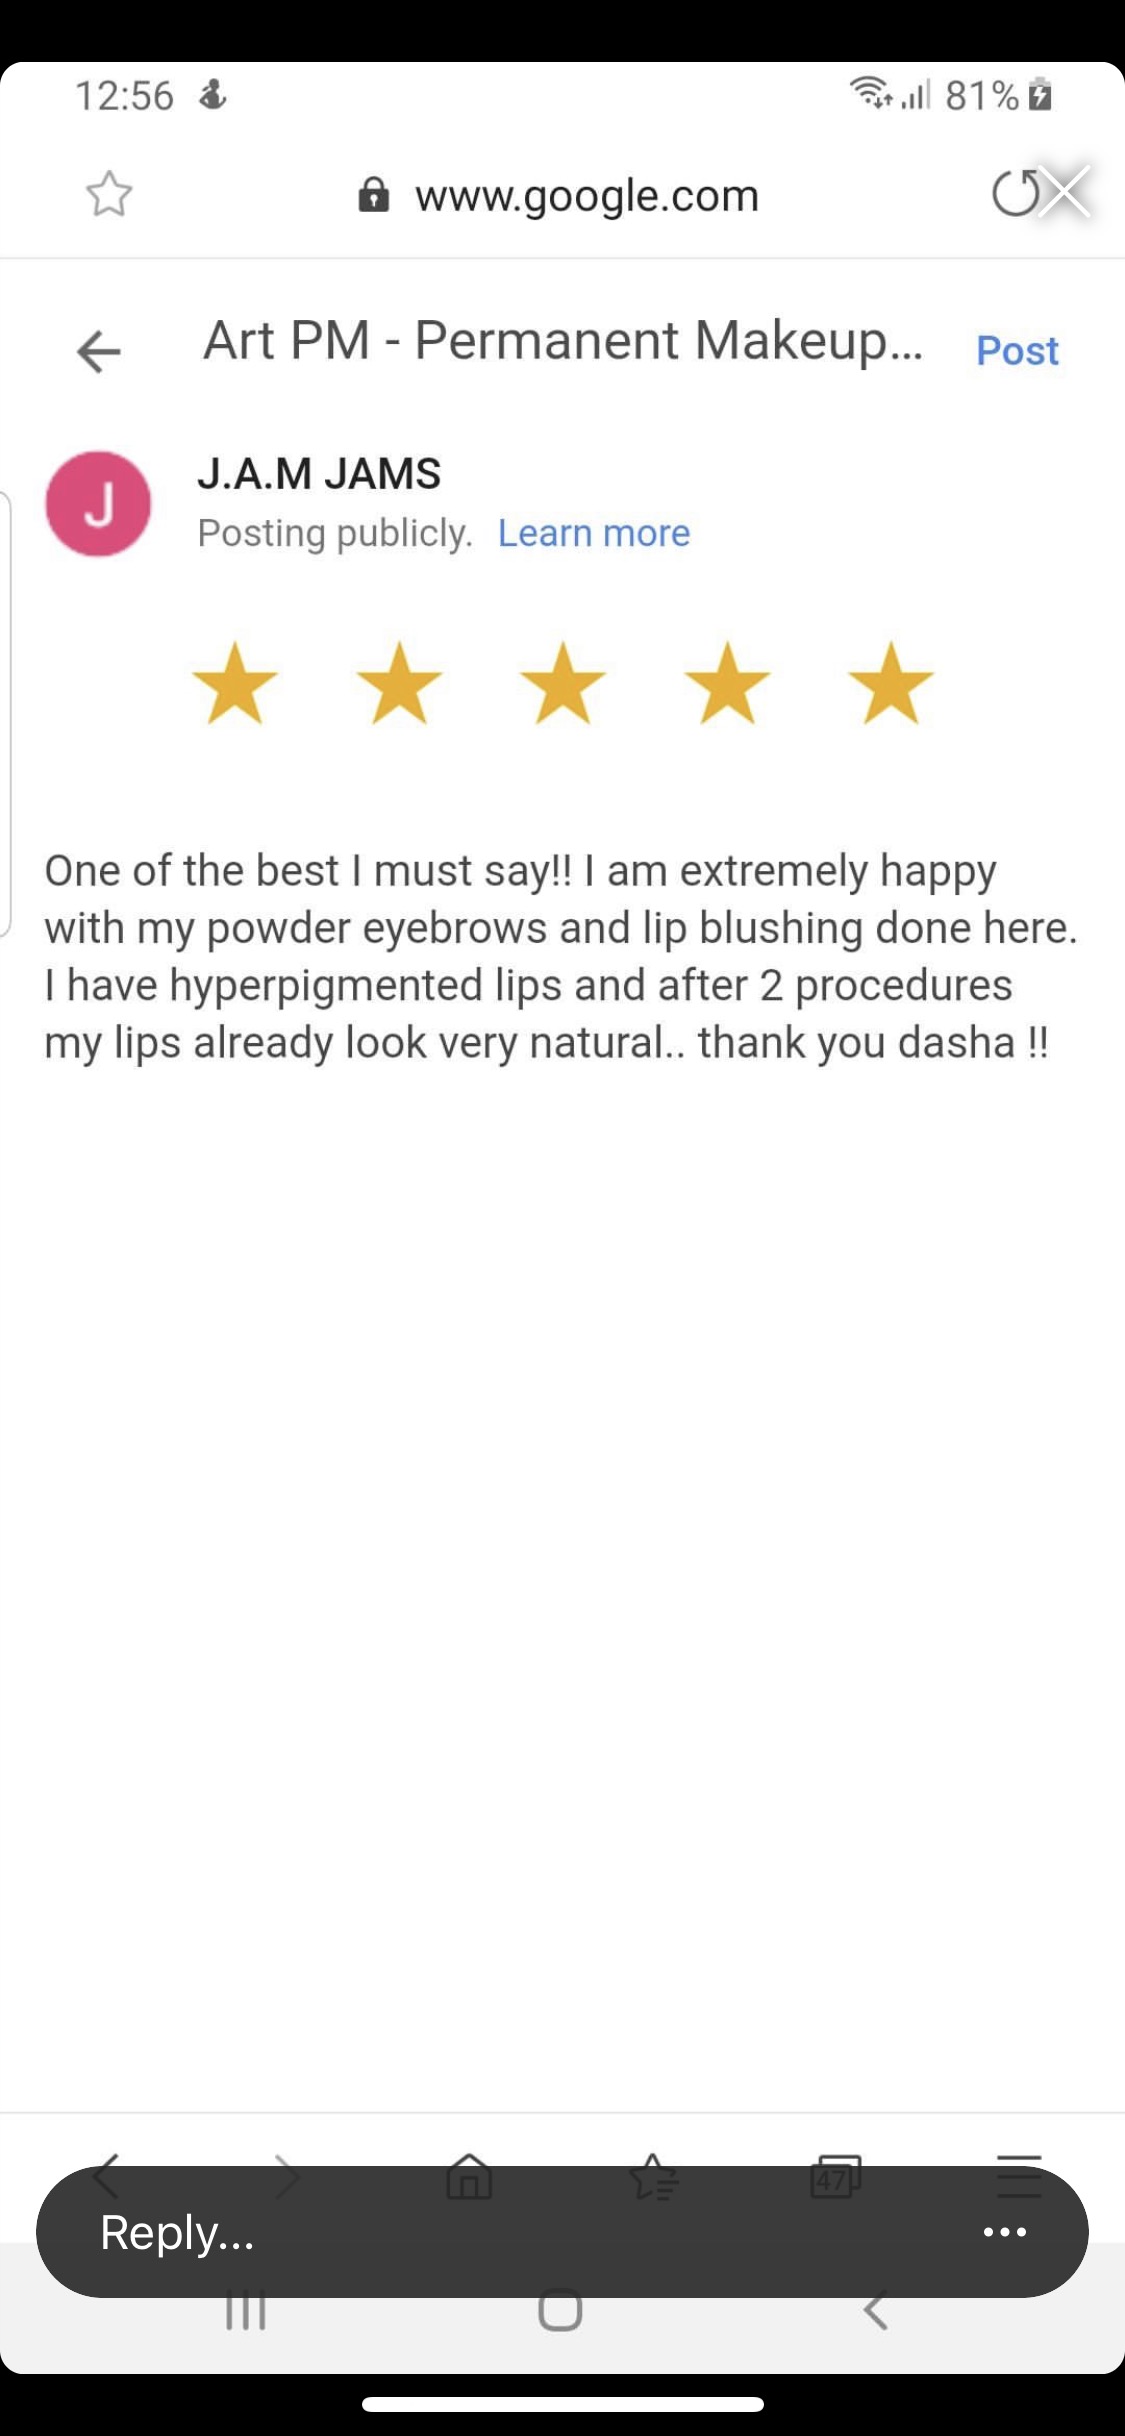 12:56
81%
www.google.com
Art PM - Permanent Makeup...
Post
J
J.A.M JAMS
Posting publicly. Learn more
One of the best I must say!! I am extremely happy
with my powder eyebrows and lip blushing done here.
I have hyperpigmented lips and after 2 procedures
my lips already look very natural.. thank you dasha !!
47
Reply...